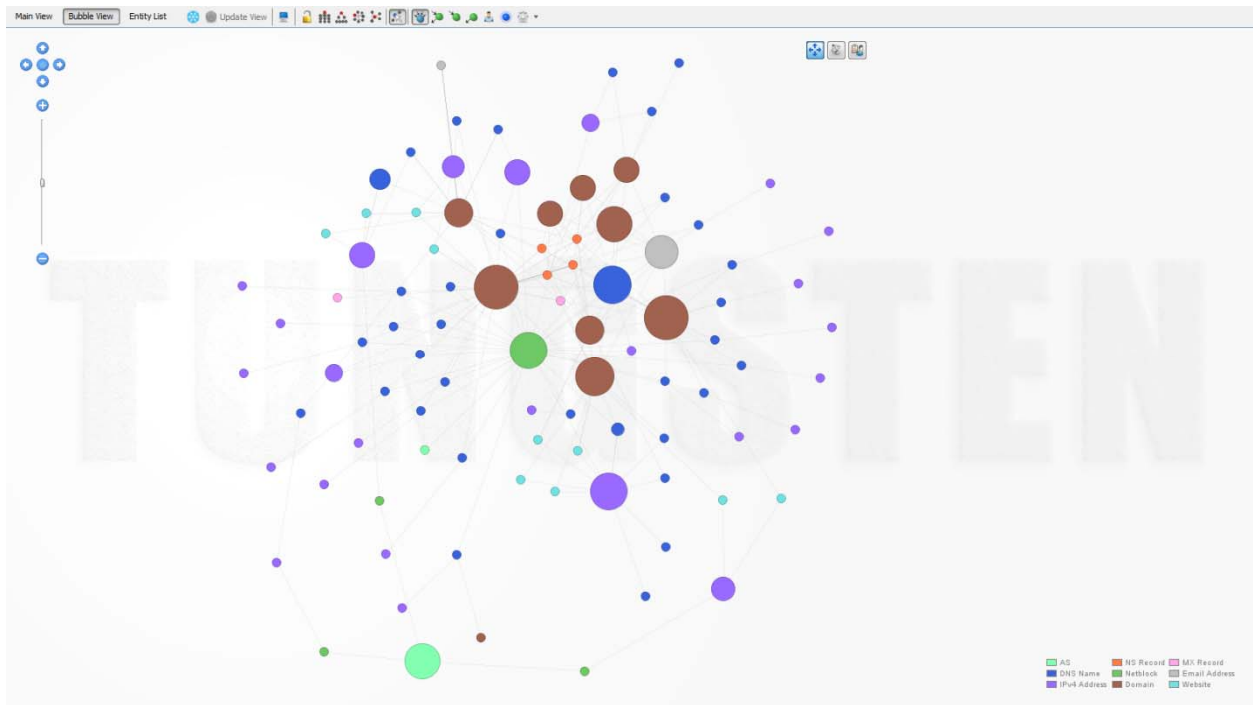 Main View Bubble View Entity List Update View
TUNGSTEN
AS NS Record MX Record
DNS Name Netblock Email Address
IPv4 Address Domain Website